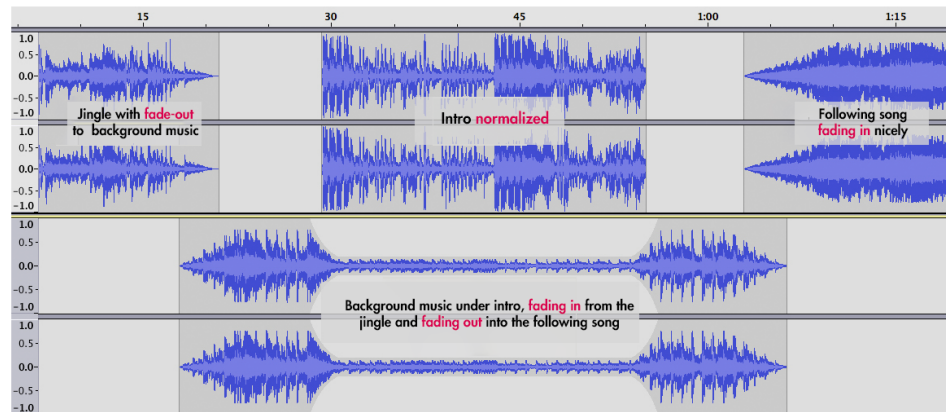 15 30 45 1:00 1:15
1.0
0.5-
0.0-
-0.5-
-1.0
1.0
0.5-
0.0-
-0.5-
-1.0
Jingle with fade-out
to background music
Intro normalized
Following song
fading in nicely
1.0
0.5-
0.0-
-0.5-
-1.0
1.0
0.5-
0.0-
-0.5-
-1.0
Background music under intro, fading in from the
jingle and fading out into the following song